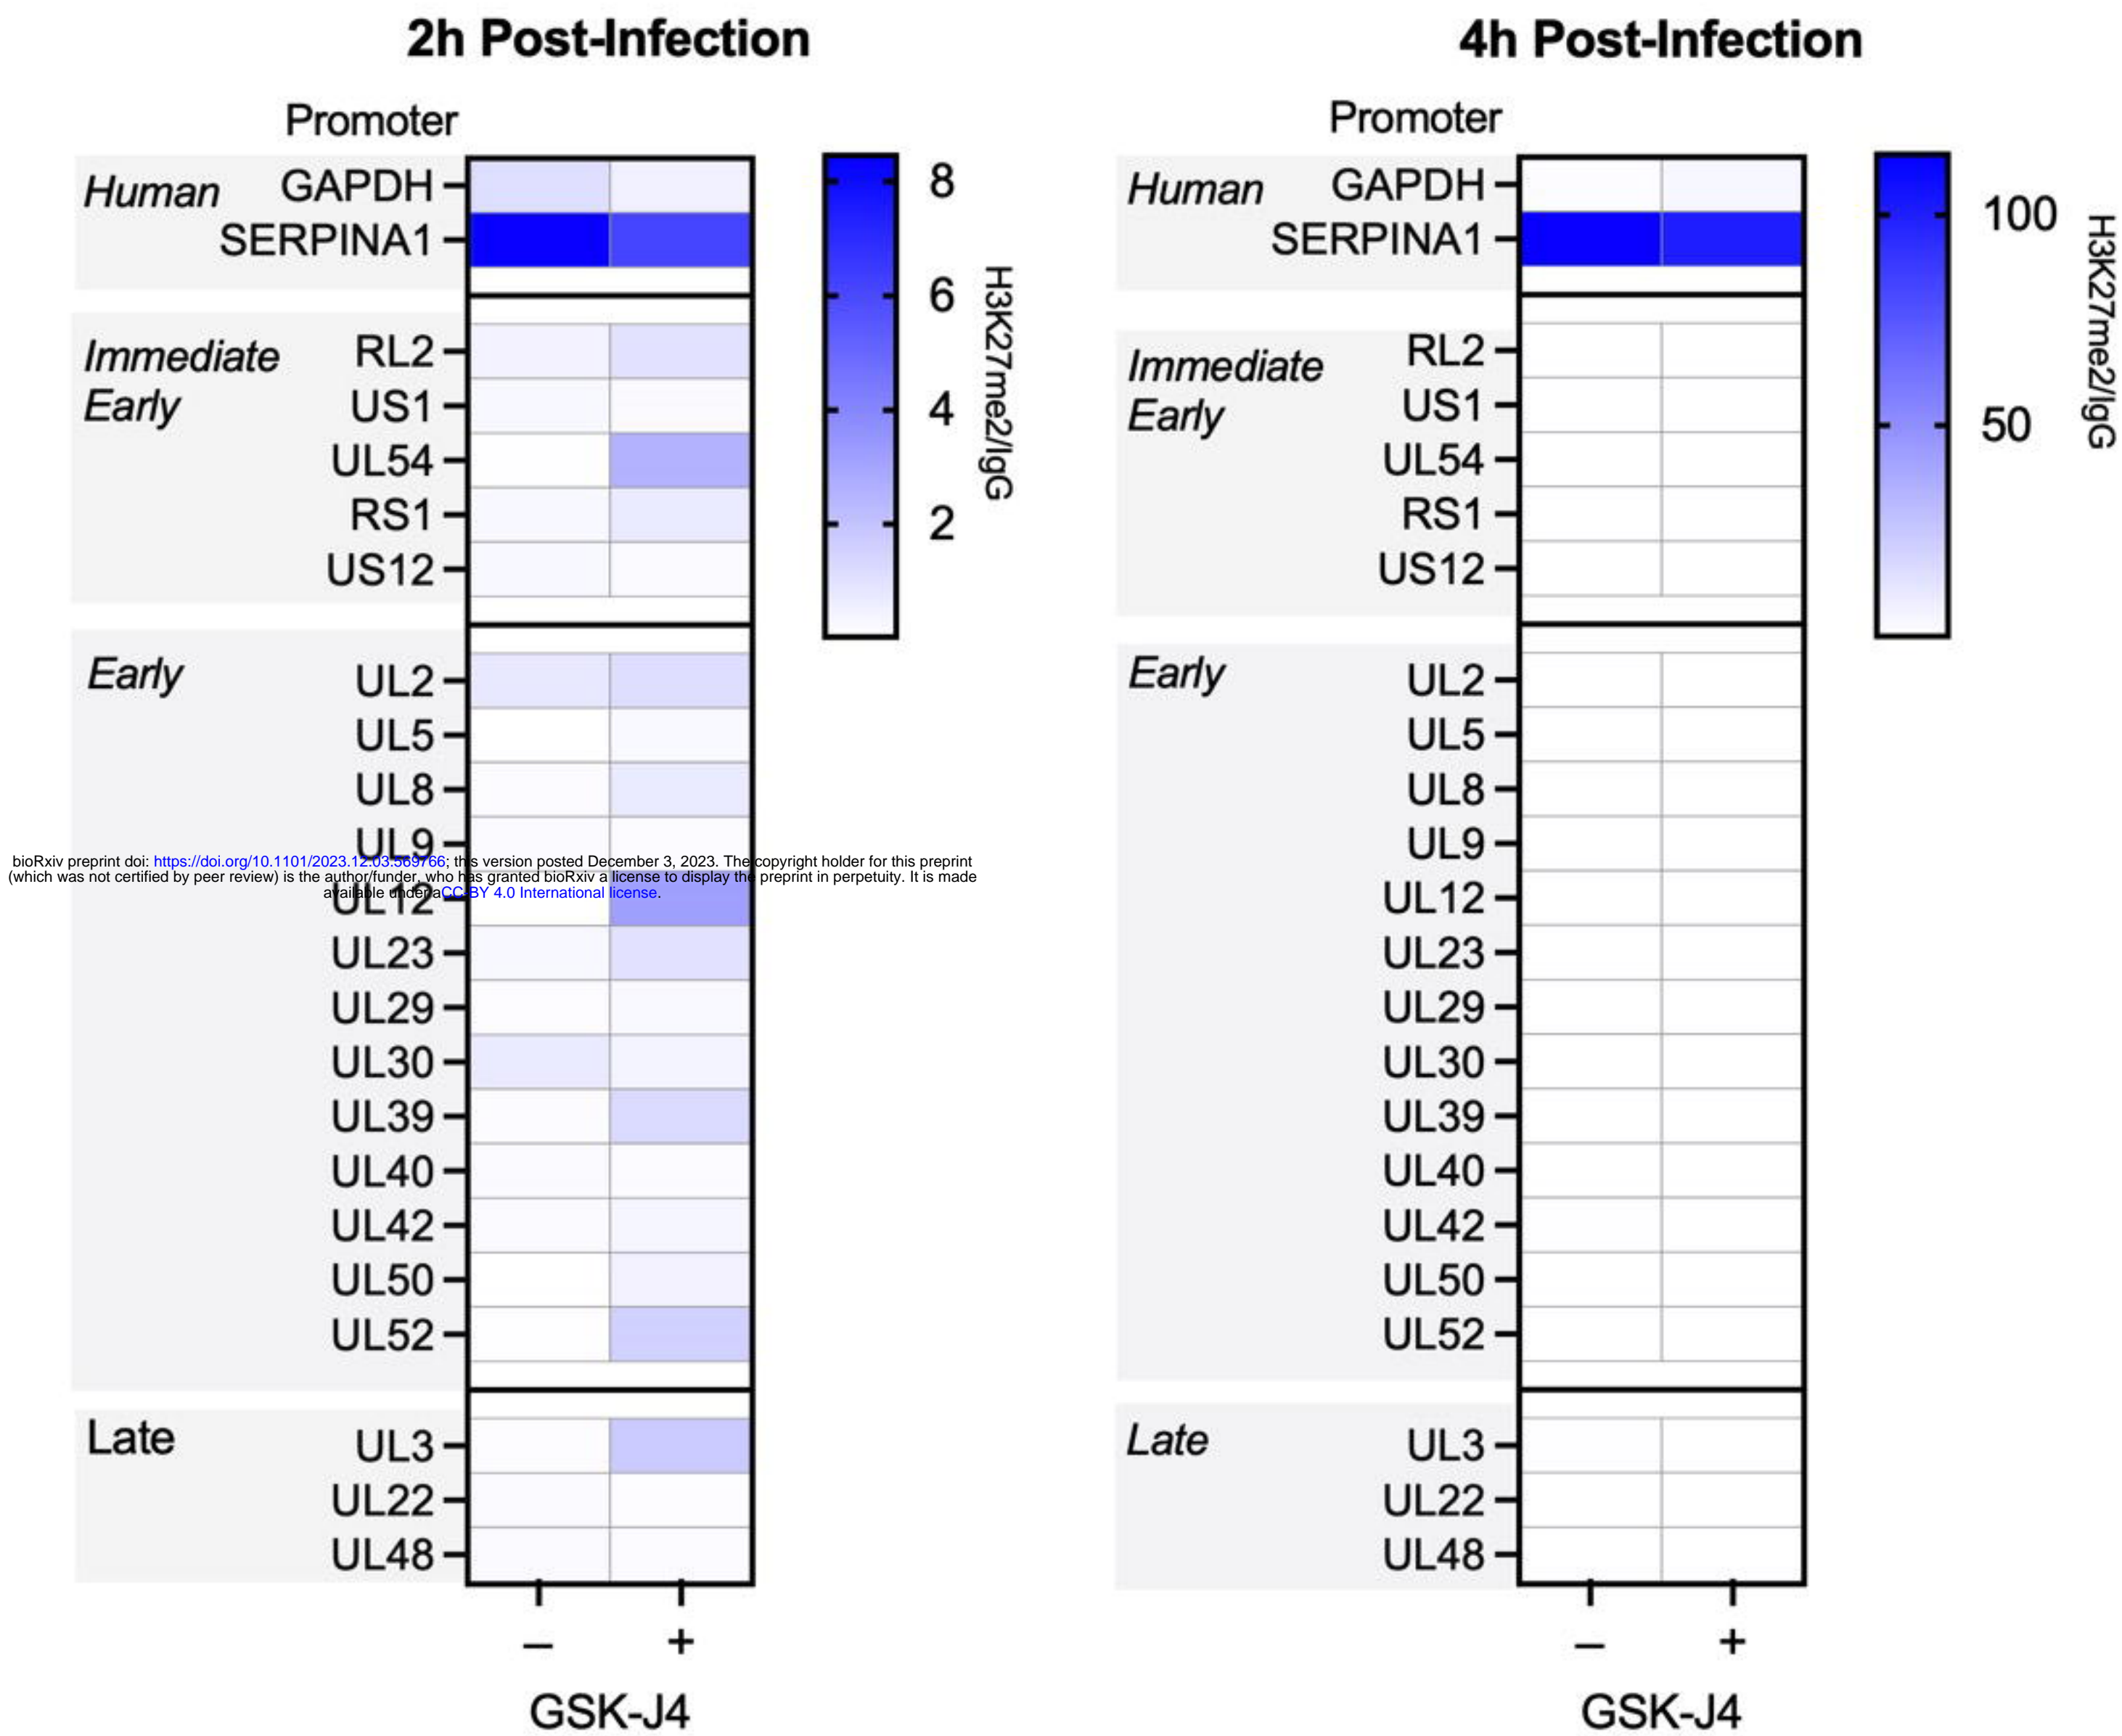 2h Post-Infection
Promoter
Human
GAPDH
SERPINA1
Immediate
Early
RL2
US1
UL54
RS1
US12
Early
UL2
UL5
UL8
UL9
UL12
UL23
UL29
UL30
UL39
UL40
UL42
UL50
UL52
Late
UL3
UL22
UL48
– +
GSK-J4
8
6
4
2
H3K27me2/IgG
bioRxiv preprint doi: https://doi.org/10.1101/2023.12.03.569766; this version posted December 3, 2023. The copyright holder for this preprint
(which was not certified by peer review) is the author/funder, who has granted bioRxiv a license to display the preprint in perpetuity. It is made
available under aCC-BY 4.0 International license.
4h Post-Infection
Promoter
Human
GAPDH
SERPINA1
Immediate
Early
RL2
US1
UL54
RS1
US12
Early
UL2
UL5
UL8
UL9
UL12
UL23
UL29
UL30
UL39
UL40
UL42
UL50
UL52
Late
UL3
UL22
UL48
– +
GSK-J4
100
50
H3K27me2/IgG